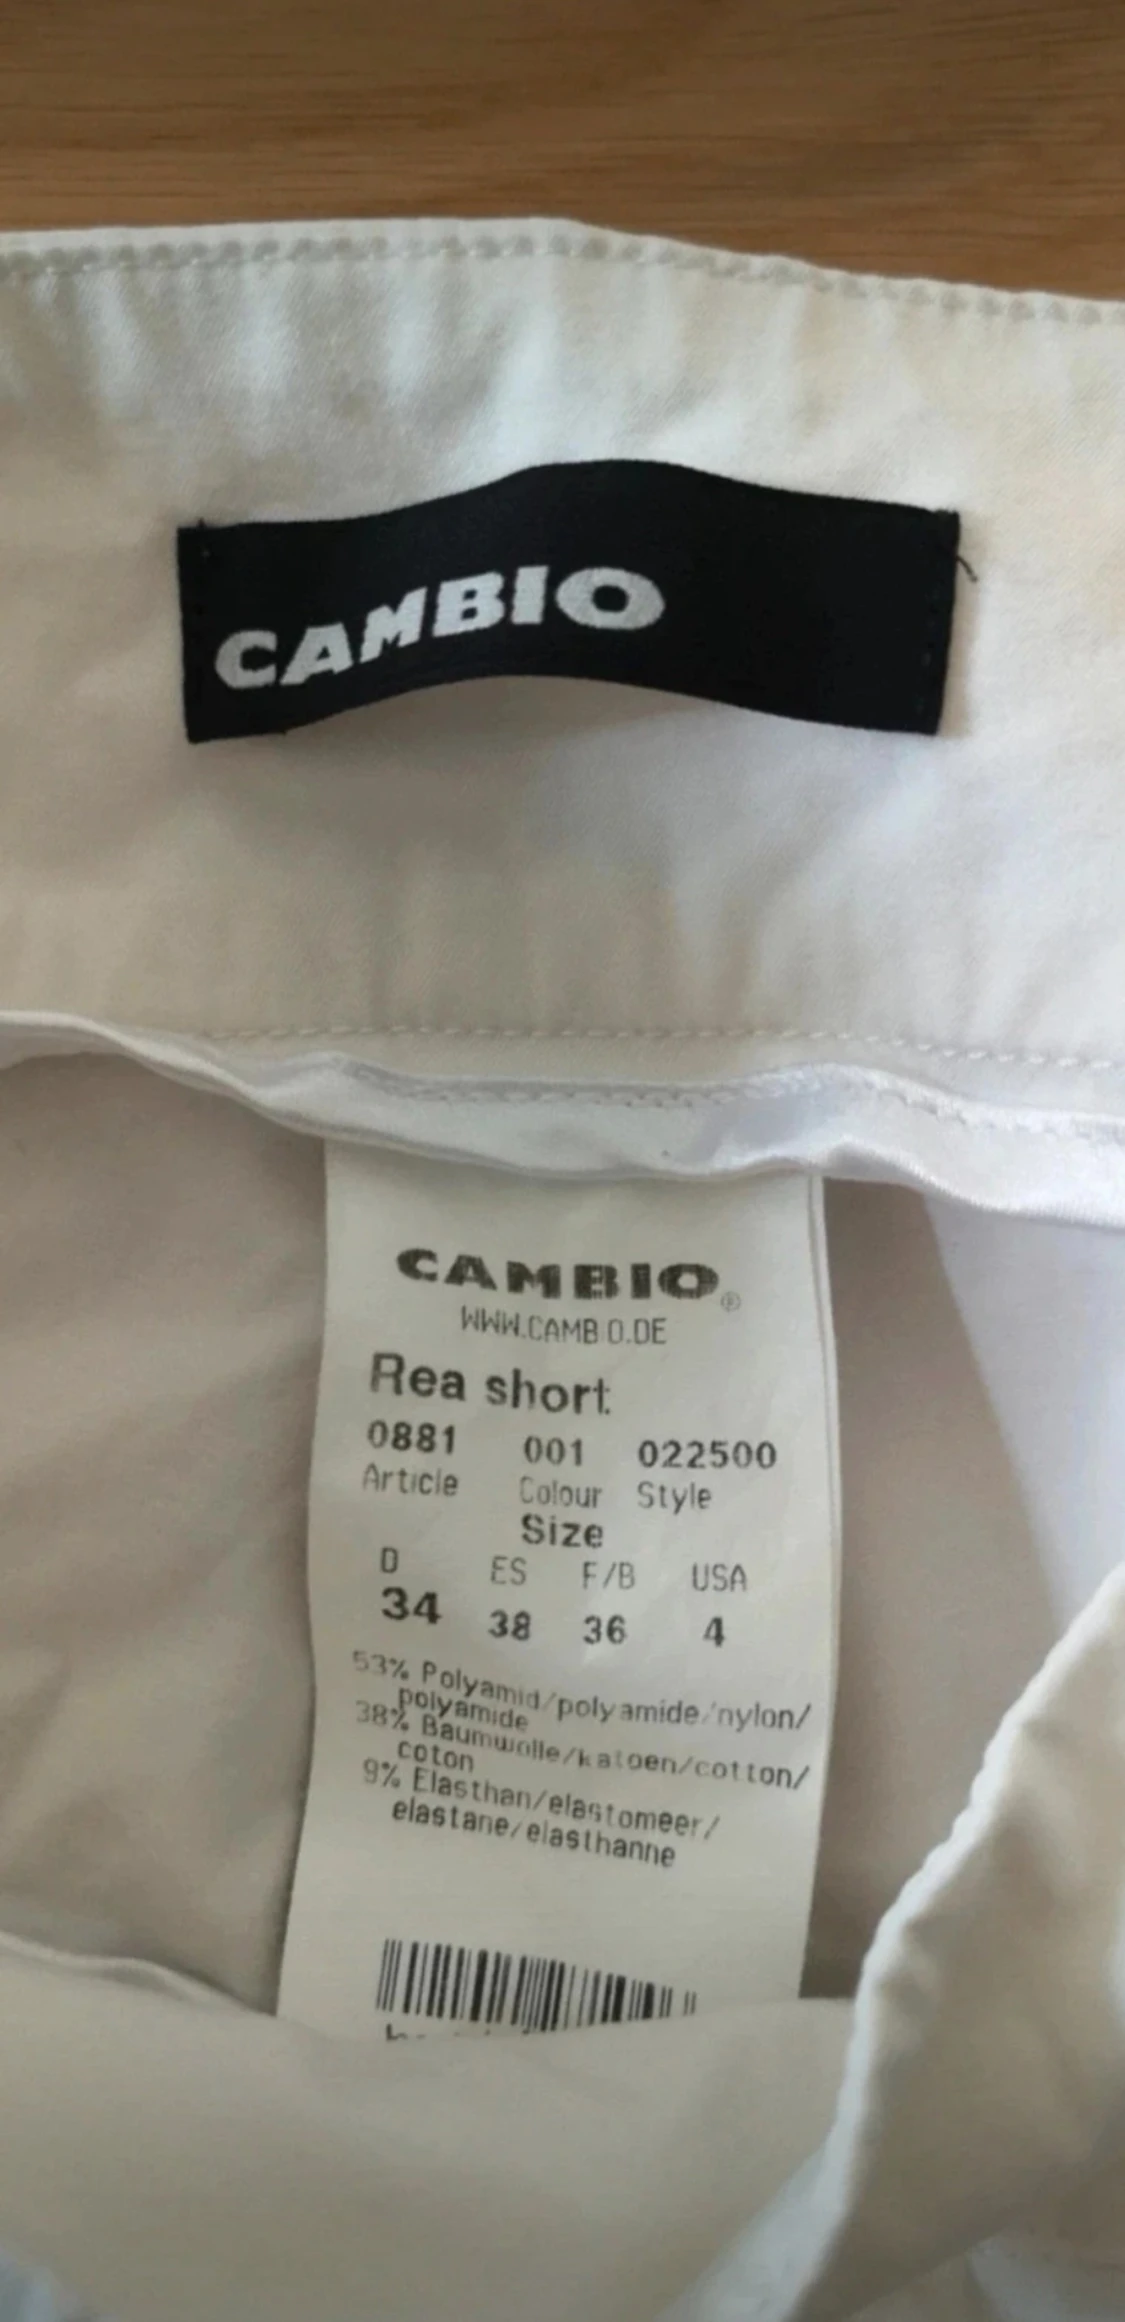 CAMBIO
CAMBIO®
WWW.CAMBIO.DE
Rea short
0881 001 022500
Article Colour Style
Size
D ES F/B USA
34 38 36 4
53% Polyamid/polyamide/nylon/
polyamide
38% Baumwolle/katoen/cotton/
coton
9% Elasthan/elastomeer/
elastane/elasthanne